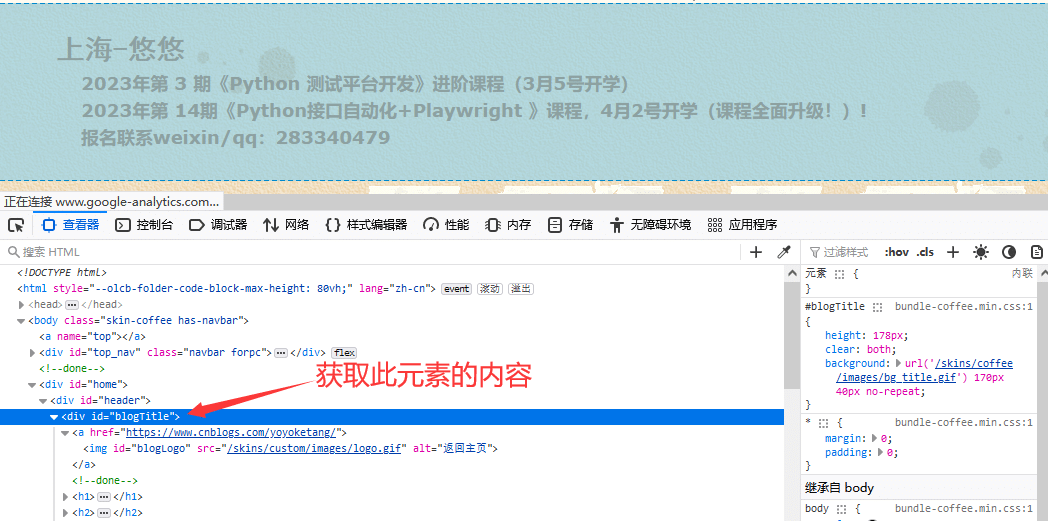 上海-悠悠
2023年第 3 期《Python 测试平台开发》进阶课程（3月5号开学）
2023年第 14期《Python接口自动化+Playwright 》课程，4月2号开学（课程全面升级！）!
报名联系weixin/qq：283340479
正在连接 www.google-analytics.com...
查看器 控制台 调试器 网络 样式编辑器 性能 内存 存储 无障碍环境 应用程序
搜索 HTML
过滤样式 :hov .cls
<!DOCTYPE html>
<html style="--olcb-folder-code-block-max-height: 80vh;" lang="zh-cn"> event 滚动 溢出
<head> ••• </head>
<body class="skin-coffee has-navbar">
<a name="top"></a>
<div id="top_nav" class="navbar forpc"> ••• </div> flex
<!--done-->
获取此元素的内容
<div id="home">
<div id="header">
<div id="blogTitle">
<a href="https://www.cnblogs.com/yoyoketang/">
<img id="blogLogo" src="/skins/custom/images/logo.gif" alt="返回主页">
</a>
<!--done-->
<h1> ••• </h1>
<h2> ••• </h2>
元素 { 内联
}
#blogTitle bundle-coffee.min.css:1
{
height: 178px;
clear: both;
background: url('/skins/coffee
/images/bg_title.gif') 170px
40px no-repeat;
}
* { bundle-coffee.min.css:1
margin: 0;
padding: 0;
}
继承自 body
body { bundle-coffee.min.css:1